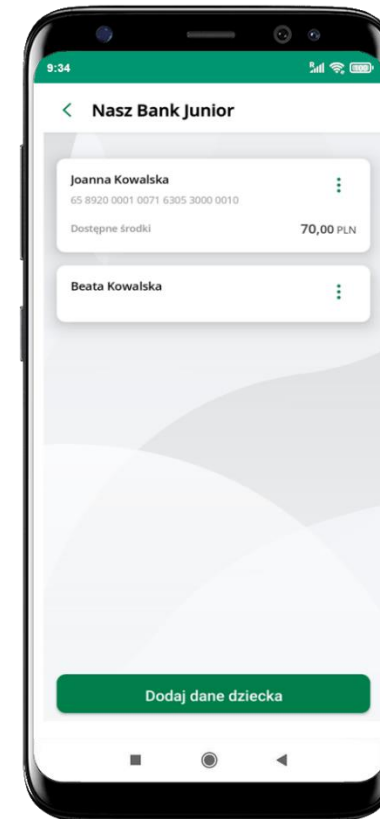 9:34
Nasz Bank Junior
Joanna Kowalska
65 8920 0001 0071 6305 3000 0010
Dostępne środki 70,00 PLN
Beata Kowalska
Dodaj dane dziecka